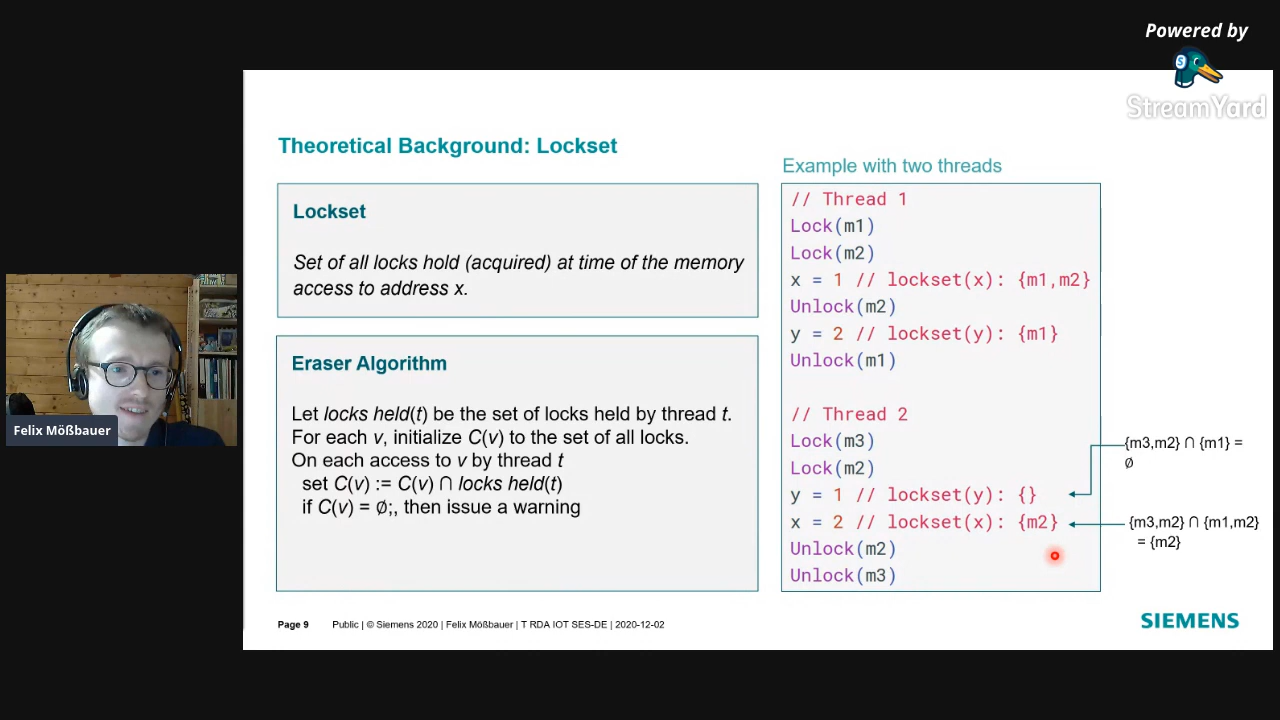 Powered by
StreamYard
Theoretical Background: Lockset
Lockset
Set of all locks hold (acquired) at time of the memory
access to address x.
Eraser Algorithm
Let locks held(t) be the set of locks held by thread t.
For each v, initialize C(v) to the set of all locks.
On each access to v by thread t
set C(v) := C(v) ∩ locks held(t)
if C(v) = ∅;, then issue a warning
Example with two threads
// Thread 1
Lock(m1)
Lock(m2)
x = 1 // lockset(x): {m1,m2}
Unlock(m2)
y = 2 // lockset(y): {m1}
Unlock(m1)
// Thread 2
Lock(m3)
Lock(m2)
y = 1 // lockset(y): {}
x = 2 // lockset(x): {m2}
Unlock(m2)
Unlock(m3)
{m3,m2} ∩ {m1} =
∅
{m3,m2} ∩ {m1,m2}
= {m2}
Felix Mößbauer
Page 9 Public | © Siemens 2020 | Felix Mößbauer | T RDA IOT SES-DE | 2020-12-02
SIEMENS